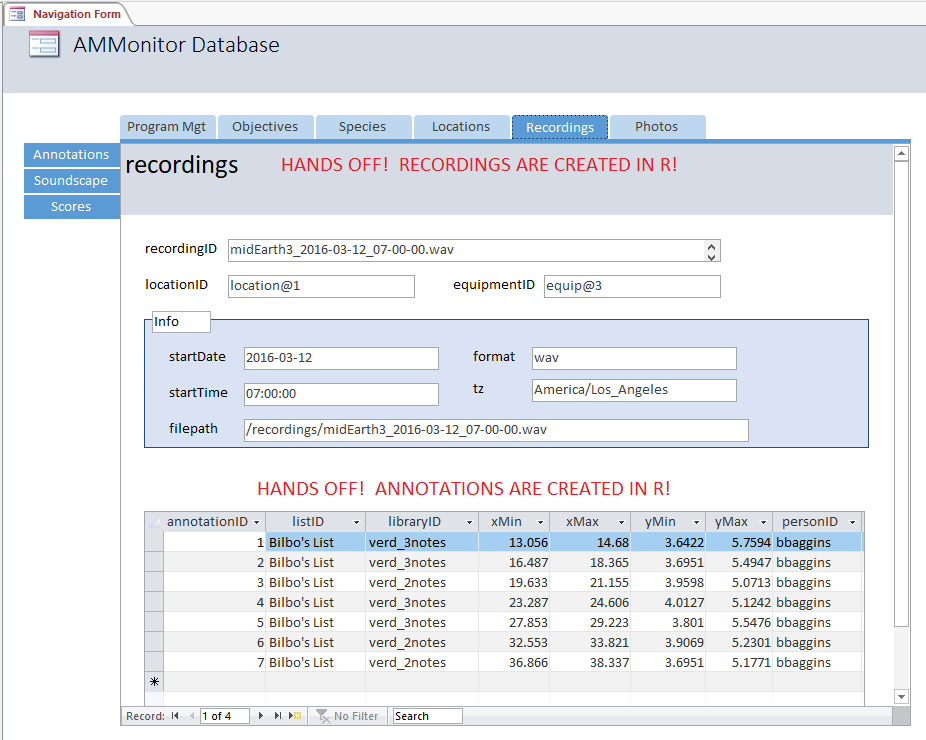 Navigation Form
AMMonitor Database
Program Mgt Objectives Species Locations Recordings Photos
Annotations
Soundscape
Scores
recordings HANDS OFF! RECORDINGS ARE CREATED IN R!
recordingID midEarth3_2016-03-12_07-00-00.wav
locationID location@1 equipmentID equip@3
Info
startDate 2016-03-12 format wav
startTime 07:00:00 tz America/Los_Angeles
filepath /recordings/midEarth3_2016-03-12_07-00-00.wav
HANDS OFF! ANNOTATIONS ARE CREATED IN R!
annotationID listID libraryID xMin xMax yMin yMax personID
1 Bilbo's List verd_3notes 13.056 14.68 3.6422 5.7594 bbaggins
2 Bilbo's List verd_3notes 16.487 18.365 3.6951 5.4947 bbaggins
3 Bilbo's List verd_2notes 19.633 21.155 3.9598 5.0713 bbaggins
4 Bilbo's List verd_3notes 23.287 24.606 4.0127 5.1242 bbaggins
5 Bilbo's List verd_3notes 27.853 29.223 3.801 5.5476 bbaggins
6 Bilbo's List verd_2notes 32.553 33.821 3.9069 5.2301 bbaggins
7 Bilbo's List verd_2notes 36.866 38.337 3.6951 5.1771 bbaggins
Record: 1 of 4 No Filter Search